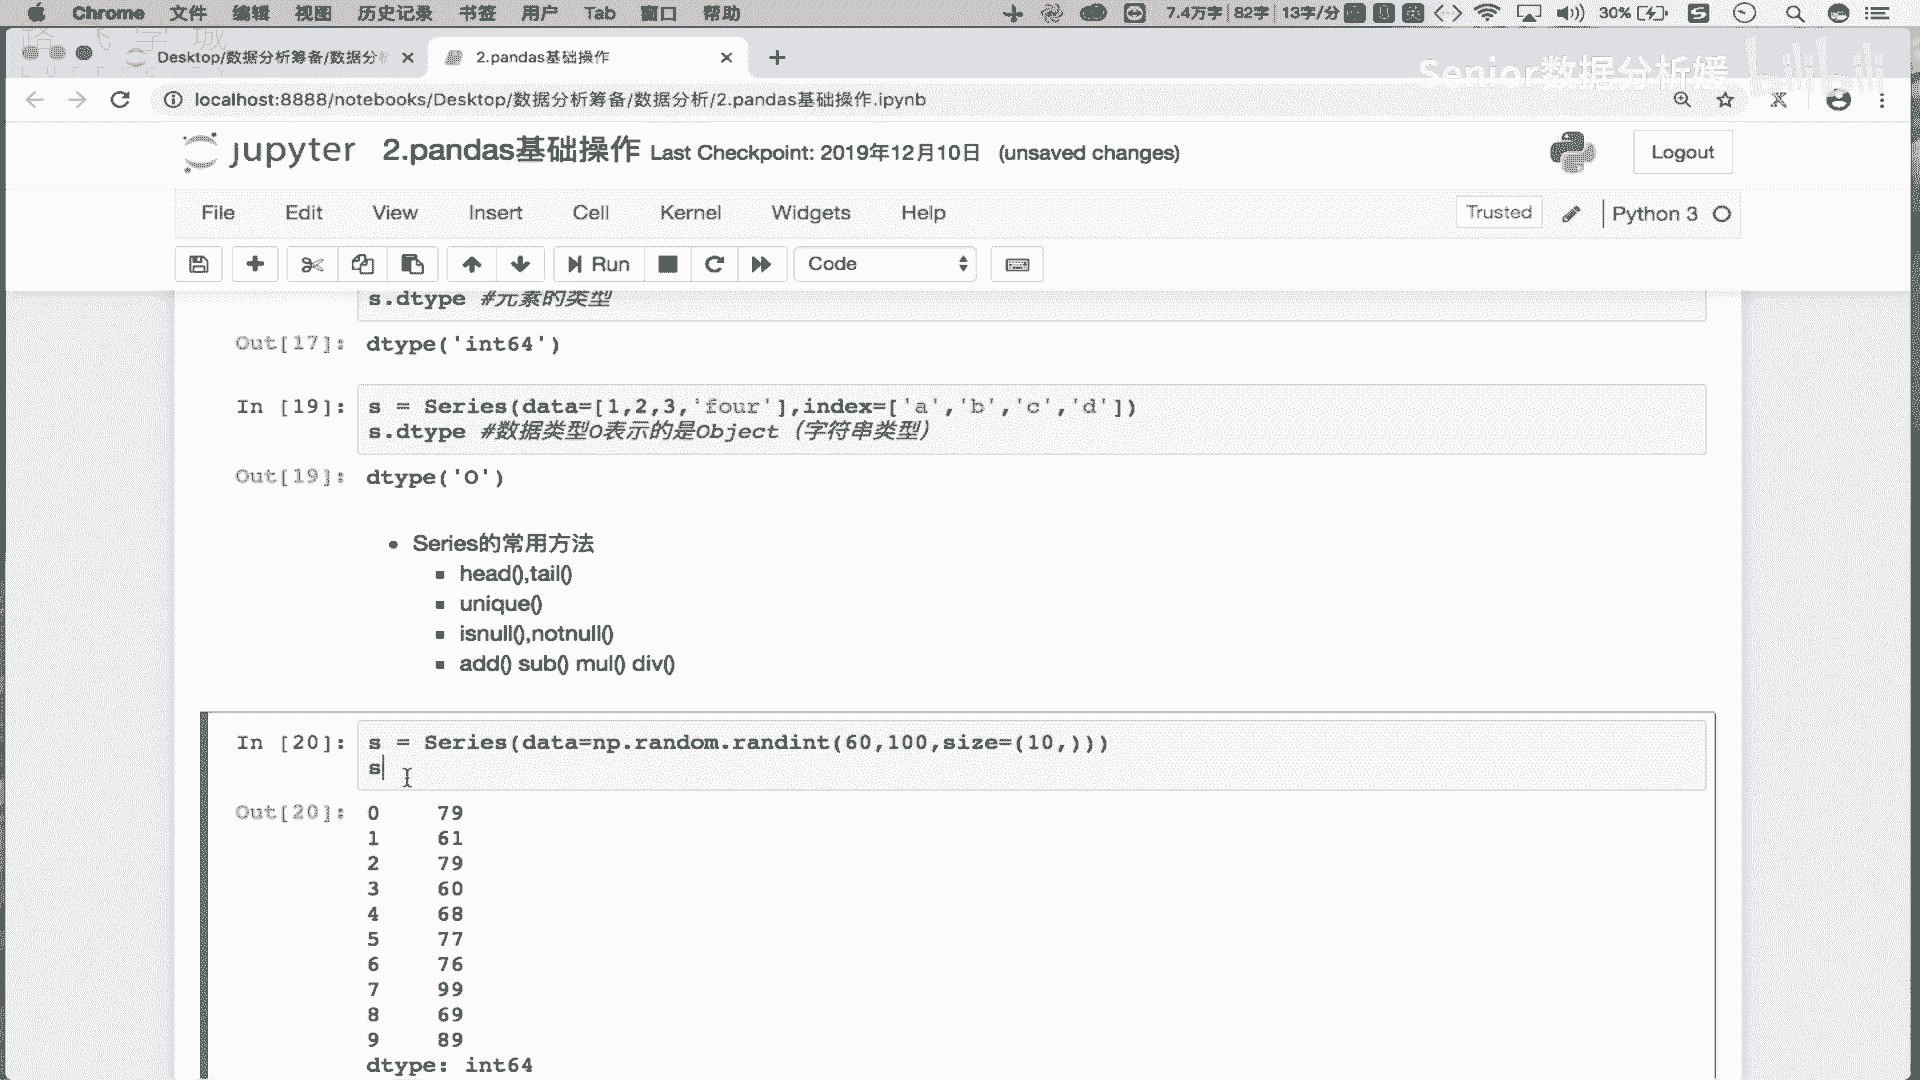 Chrome 文件 编辑 视图 历史记录 书签 用户 Tab 窗口 帮助 7.4万字 82字 13字/分 30%
Desktop/数据分析筹备/数据分析 2.pandas基础操作
Senior数据分析媛 bilibili
localhost:8888/notebooks/Desktop/数据分析筹备/数据分析/2.pandas基础操作.ipynb
jupyter 2.pandas基础操作 Last Checkpoint: 2019年12月10日 (unsaved changes) Logout
File Edit View Insert Cell Kernel Widgets Help Trusted Python 3
Run Code
s.dtype #元素的类型
Out[17]: dtype('int64')
In [19]: s = Series(data=[1,2,3,'four'],index=['a','b','c','d'])
s.dtype #数据类型O表示的是Object（字符串类型）
Out[19]: dtype('O')
Series的常用方法
head(),tail()
unique()
isnull(),notnull()
add() sub() mul() div()
In [20]: s = Series(data=np.random.randint(60,100,size=(10,)))
s
Out[20]: 0 79
1 61
2 79
3 60
4 68
5 77
6 76
7 99
8 69
9 89
dtype: int64